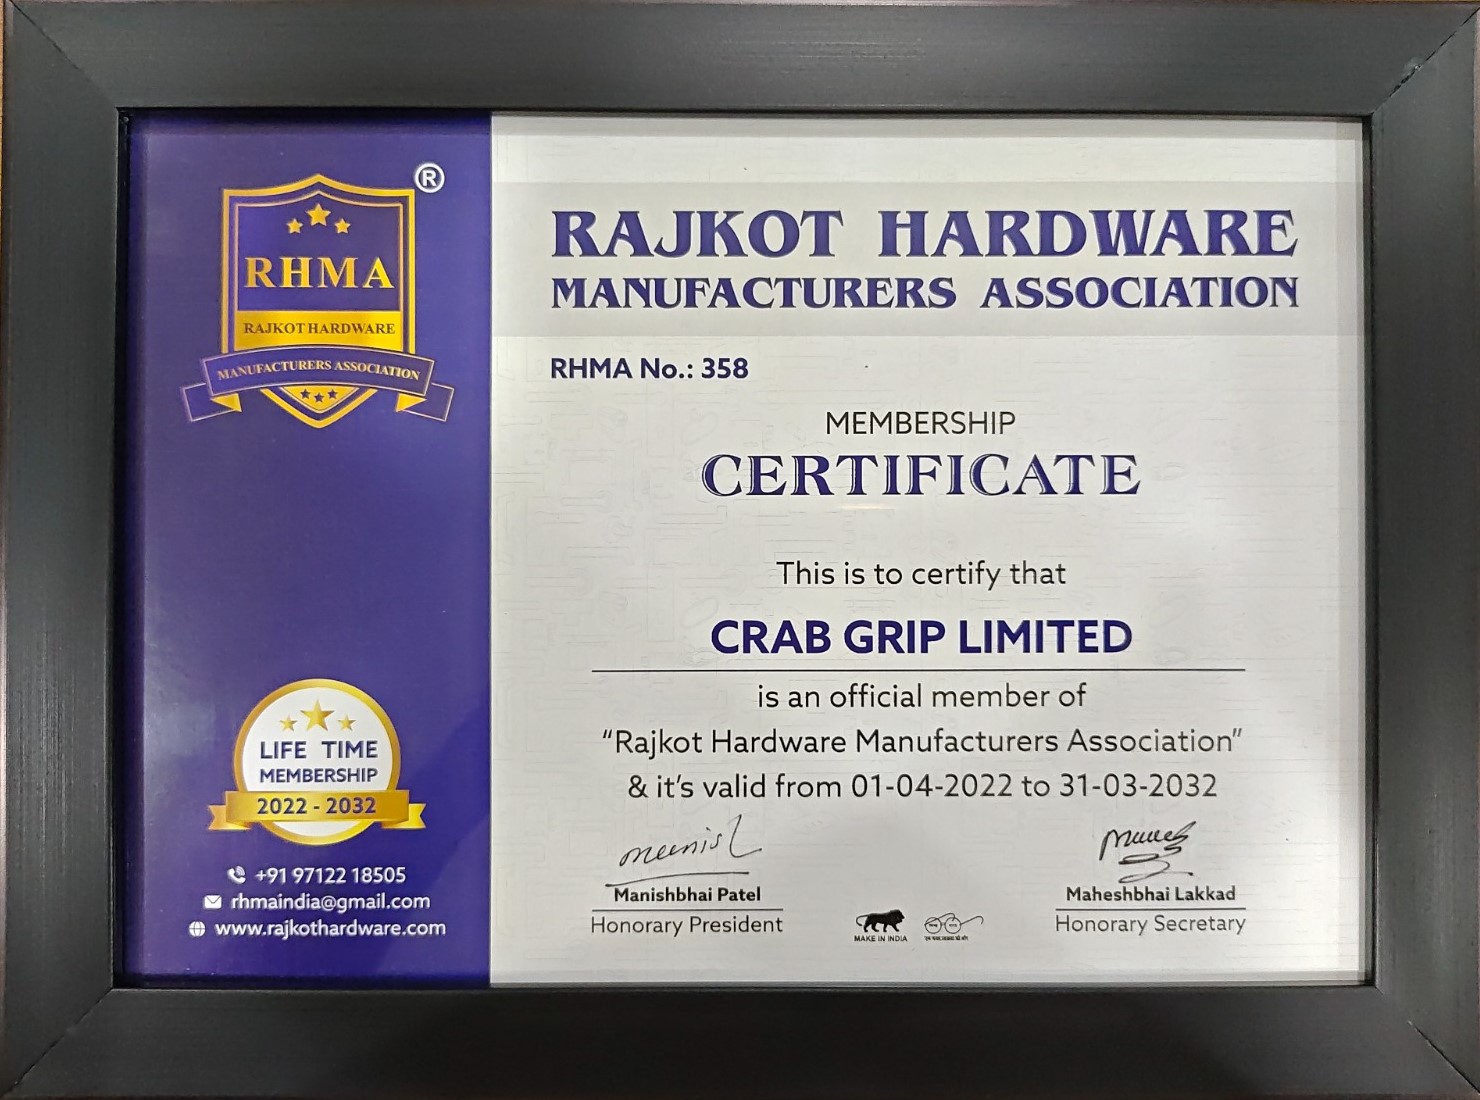 ®
RHMA
RAJKOT HARDWARE
MANUFACTURERS ASSOCIATION
LIFE TIME
MEMBERSHIP
2022 - 2032
+91 97122 18505
rhmaindia@gmail.com
www.rajkothardware.com
RAJKOT HARDWARE
MANUFACTURERS ASSOCIATION
RHMA No.: 358
MEMBERSHIP
CERTIFICATE
This is to certify that
CRAB GRIP LIMITED
is an official member of
“Rajkot Hardware Manufacturers Association”
& it’s valid from 01-04-2022 to 31-03-2032
Manishbhai Patel
Honorary President
MAKE IN INDIA
Maheshbhai Lakkad
Honorary Secretary